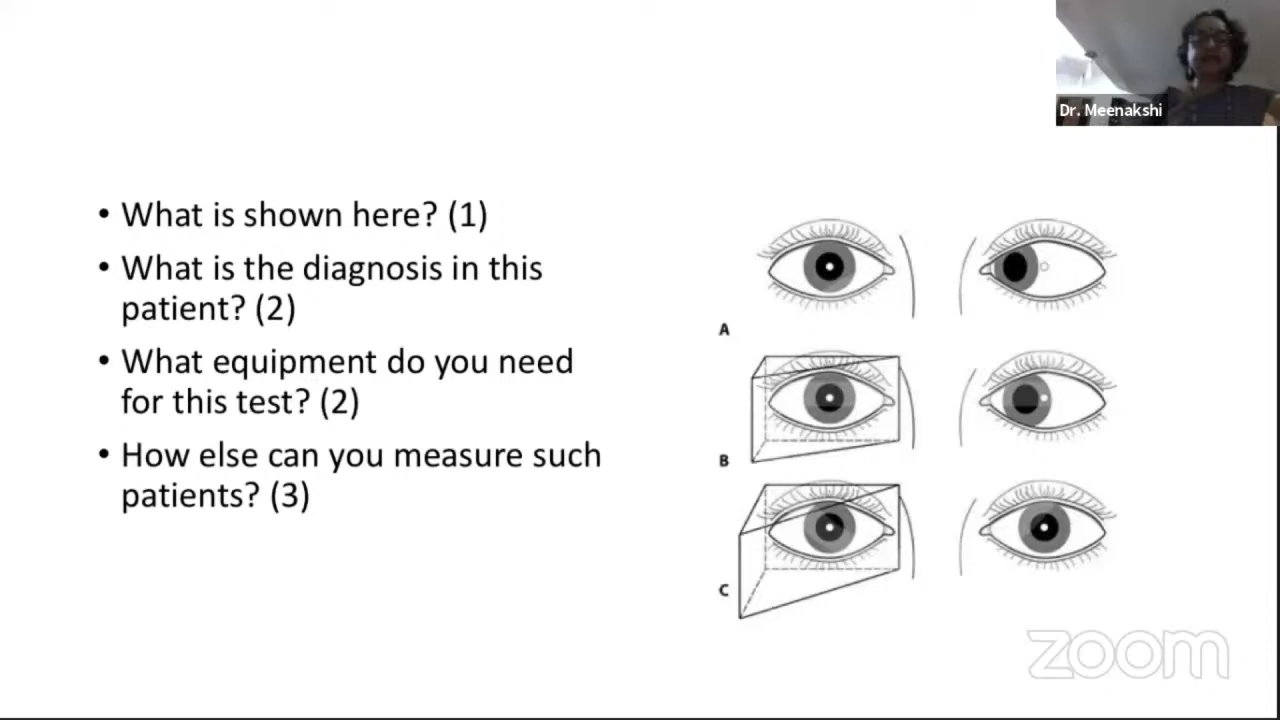 Dr. Meenakshi
• What is shown here? (1)
• What is the diagnosis in this
patient? (2)
• What equipment do you need
for this test? (2)
• How else can you measure such
patients? (3)
A
B
C
zoom